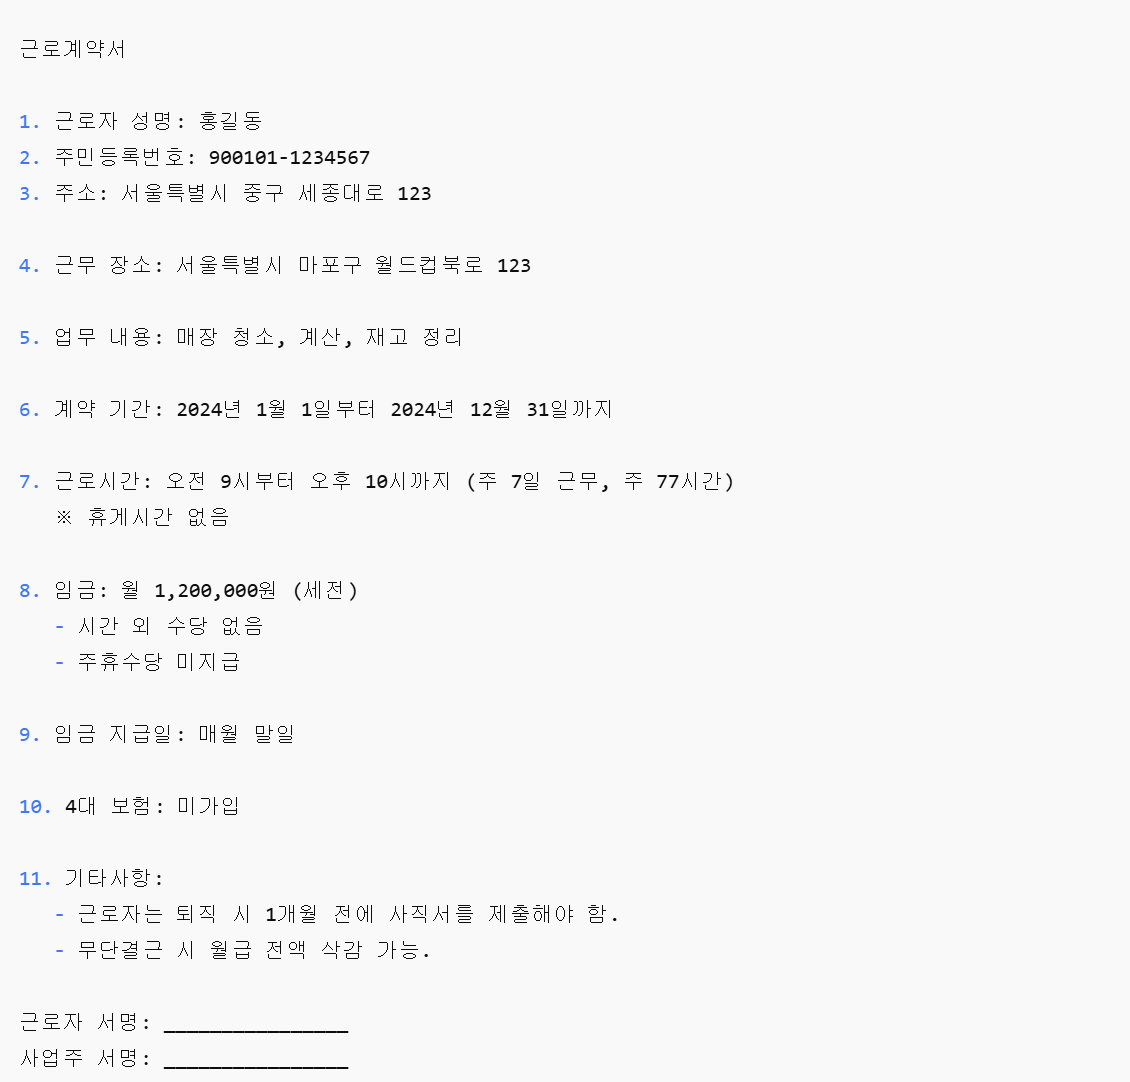 근로계약서
1. 근로자 성명: 홍길동
2. 주민등록번호: 900101-1234567
3. 주소: 서울특별시 중구 세종대로 123
4. 근무 장소: 서울특별시 마포구 월드컵북로 123
5. 업무 내용: 매장 청소, 계산, 재고 정리
6. 계약 기간: 2024년 1월 1일부터 2024년 12월 31일까지
7. 근로시간: 오전 9시부터 오후 10시까지 (주 7일 근무, 주 77시간)
※ 휴게시간 없음
8. 임금: 월 1,200,000원 (세전)
- 시간 외 수당 없음
- 주휴수당 미지급
9. 임금 지급일: 매월 말일
10. 4대 보험: 미가입
11. 기타사항:
- 근로자는 퇴직 시 1개월 전에 사직서를 제출해야 함.
- 무단결근 시 월급 전액 삭감 가능.
근로자 서명: ________________
사업주 서명: ________________